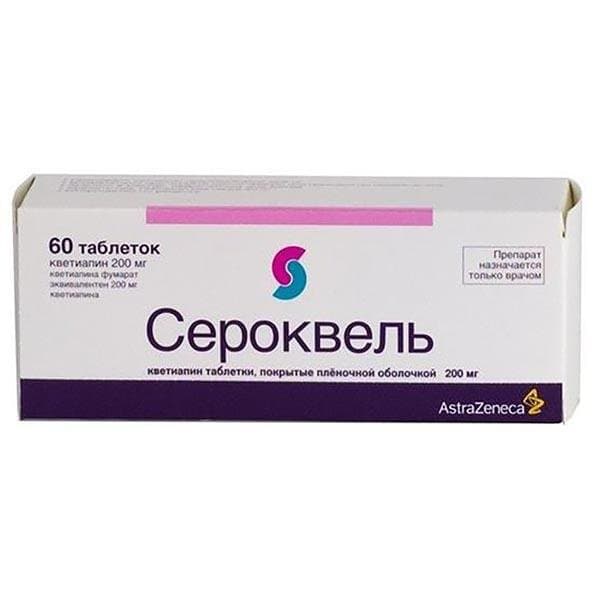 60 таблеток
кветиапин 200 мг
кветиапина фумарат
эквивалентен 200 мг
кветиапина
Препарат
назначается
только врачом
Сероквель
кветиапин таблетки, покрытые плёночной оболочкой 200 мг
AstraZeneca